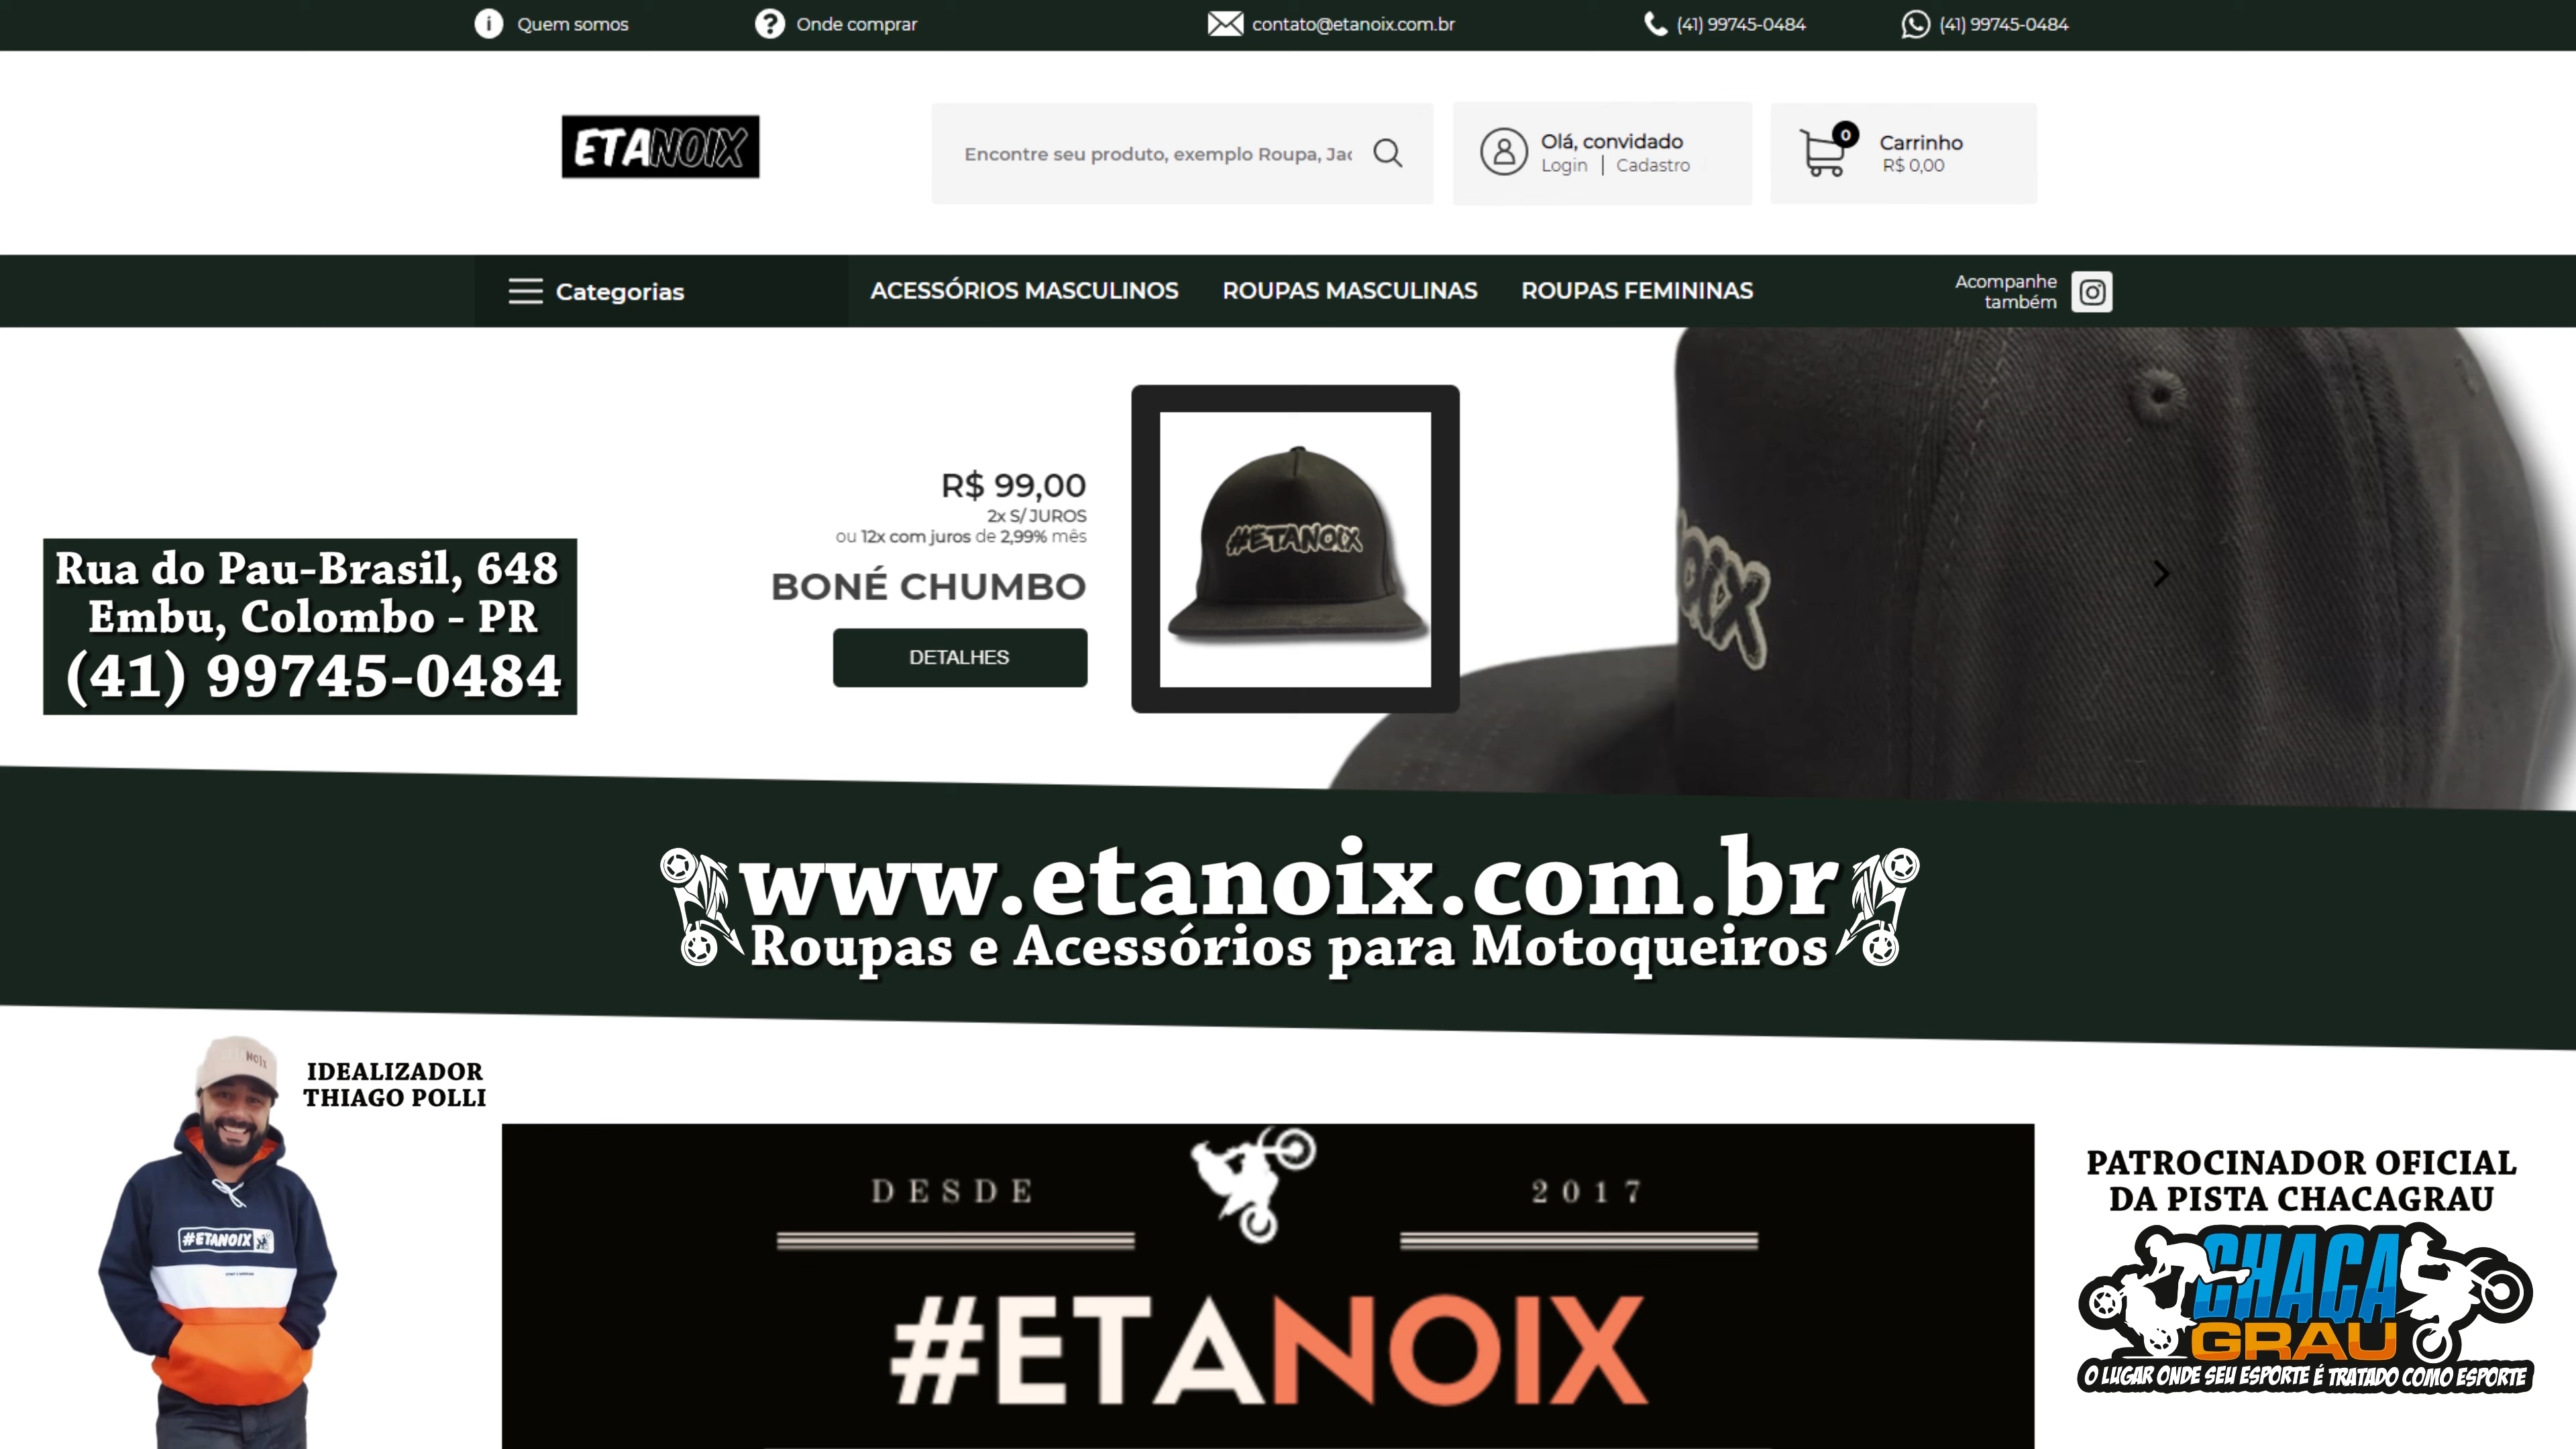 Quem somos
Onde comprar
contato@etanoix.com.br
(41) 99745-0484
(41) 99745-0484
ETANOIX
Encontre seu produto, exemplo Roupa, Jac
Olá, convidado
Login | Cadastro
0
Carrinho
R$ 0,00
Categorias
ACESSÓRIOS MASCULINOS
ROUPAS MASCULINAS
ROUPAS FEMININAS
Acompanhe
também
R$ 99,00
2x S/ JUROS
ou 12x com juros de 2,99% mês
BONÉ CHUMBO
DETALHES
#ETANOIX
OIX
Rua do Pau-Brasil, 648
Embu, Colombo - PR
(41) 99745-0484
www.etanoix.com.br
Roupas e Acessórios para Motoqueiros
NOIX
IDEALIZADOR
THIAGO POLLI
#ETANOIX
DESDE
2017
#ETANOIX
PATROCINADOR OFICIAL
DA PISTA CHACAGRAU
CHACA
GRAU
O LUGAR ONDE SEU ESPORTE É TRATADO COMO ESPORTE